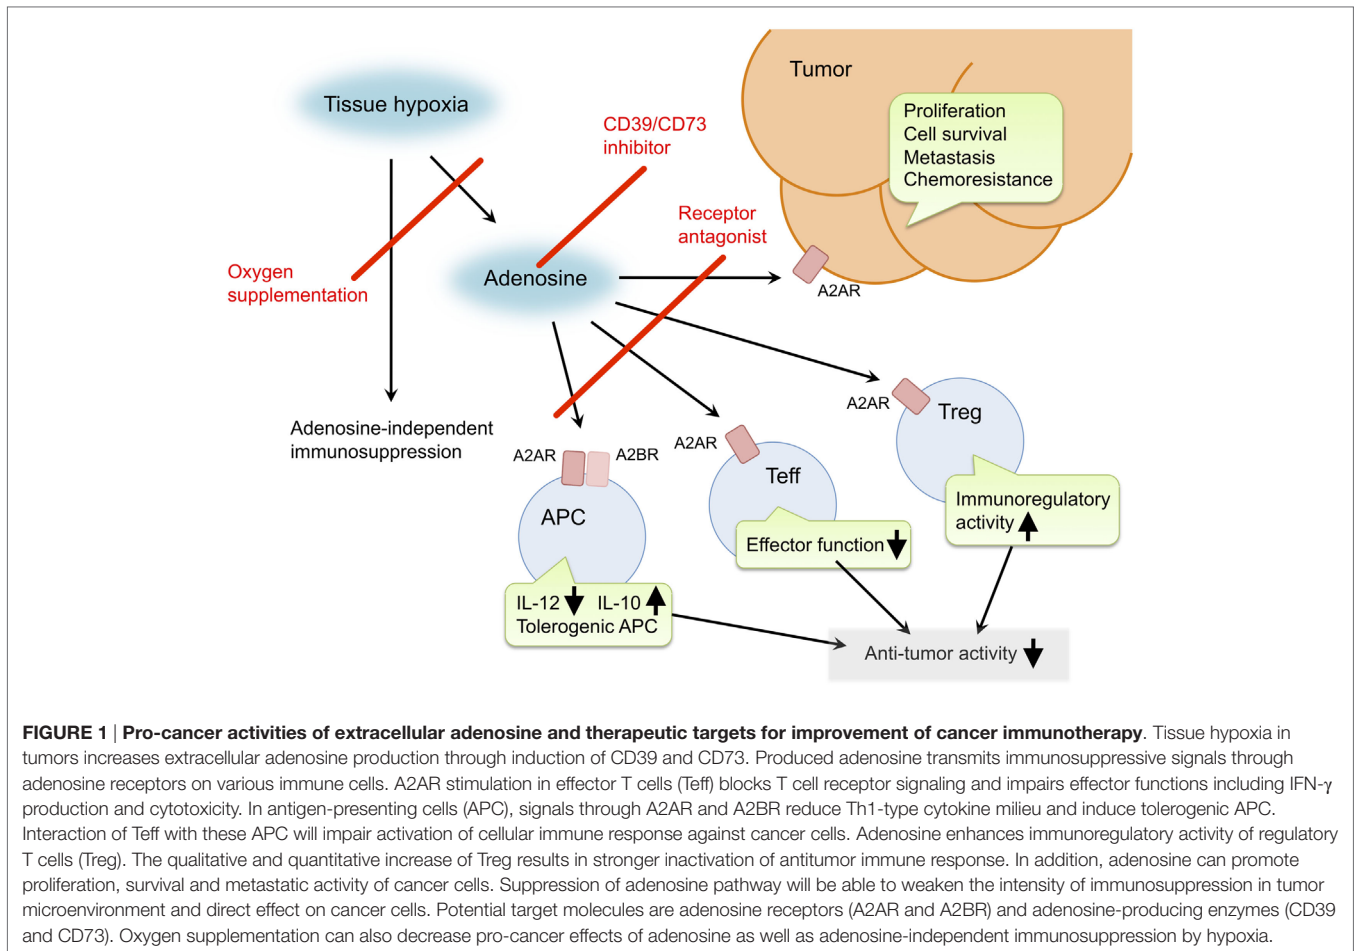 Tumor
Tissue hypoxia
Proliferation
Cell survival
Metastasis
Chemoresistance
CD39/CD73
inhibitor
Receptor
antagonist
Oxygen
supplementation
Adenosine
A2AR
A2AR
Treg
Adenosine-independent
immunosuppression
A2AR
A2BR
A2AR
Teff
APC
Immunoregulatory
activity
Effector function
IL-12 IL-10
Tolerogenic APC
Anti-tumor activity
FIGURE 1 | Pro-cancer activities of extracellular adenosine and therapeutic targets for improvement of cancer immunotherapy. Tissue hypoxia in
tumors increases extracellular adenosine production through induction of CD39 and CD73. Produced adenosine transmits immunosuppressive signals through
adenosine receptors on various immune cells. A2AR stimulation in effector T cells (Teff) blocks T cell receptor signaling and impairs effector functions including IFN-γ
production and cytotoxicity. In antigen-presenting cells (APC), signals through A2AR and A2BR reduce Th1-type cytokine milieu and induce tolerogenic APC.
Interaction of Teff with these APC will impair activation of cellular immune response against cancer cells. Adenosine enhances immunoregulatory activity of regulatory
T cells (Treg). The qualitative and quantitative increase of Treg results in stronger inactivation of antitumor immune response. In addition, adenosine can promote
proliferation, survival and metastatic activity of cancer cells. Suppression of adenosine pathway will be able to weaken the intensity of immunosuppression in tumor
microenvironment and direct effect on cancer cells. Potential target molecules are adenosine receptors (A2AR and A2BR) and adenosine-producing enzymes (CD39
and CD73). Oxygen supplementation can also decrease pro-cancer effects of adenosine as well as adenosine-independent immunosuppression by hypoxia.